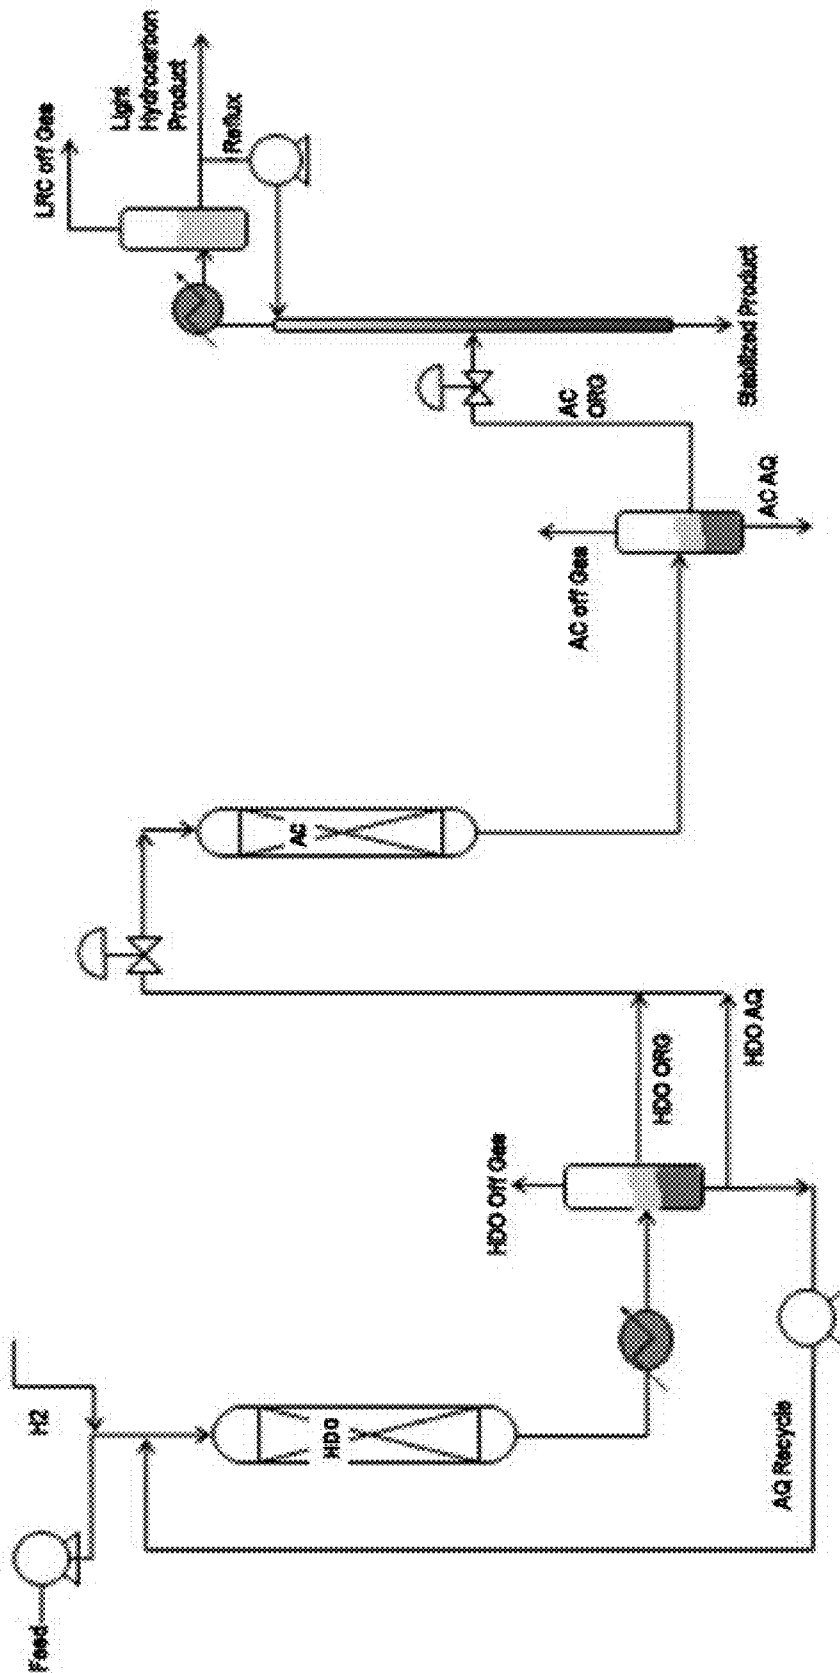 Feed
H2
HDO
AQ Recycle
HDO Off Gas
HDO ORG
HDO AQ
AC
AC off Gas
AC AQ
AC
ORG
Stabilized Product
LRC off Gas
Light
Hydrocarbon
Product
Reflux